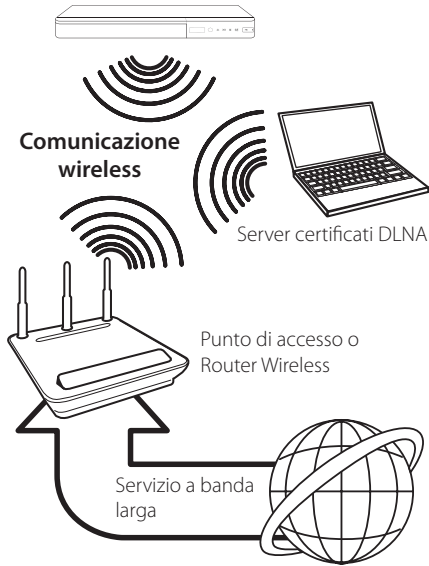 Comunicazione
wireless
Server certificati DLNA
Punto di accesso o
Router Wireless
Servizio a banda
larga